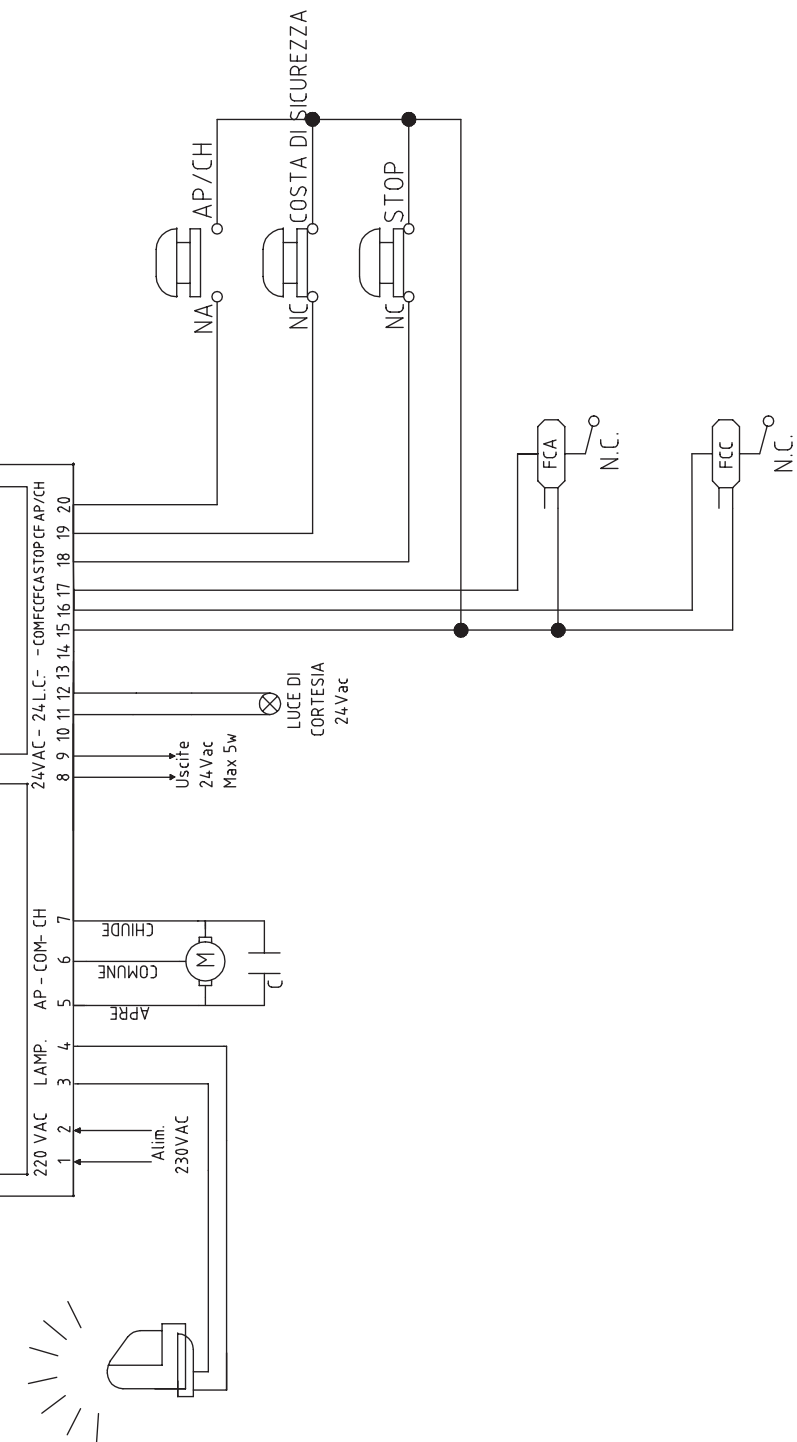 220 VAC LAMP. AP - COM- CH 24VAC - 24 L.C.- - COMFCCFCASTOPCF AP/CH
1 2 3 4 5 6 7 8 9 10 11 12 13 14 15 16 17 18 19 20
Alim.
230VAC
APRE
COMUNE
CHIUDE
M
C
Uscite
24Vac
Max 5w
LUCE DI
CORTESIA
24Vac
NA AP/CH
NC COSTA DI SICUREZZA
NC STOP
FCA
N.C.
FCC
N.C.